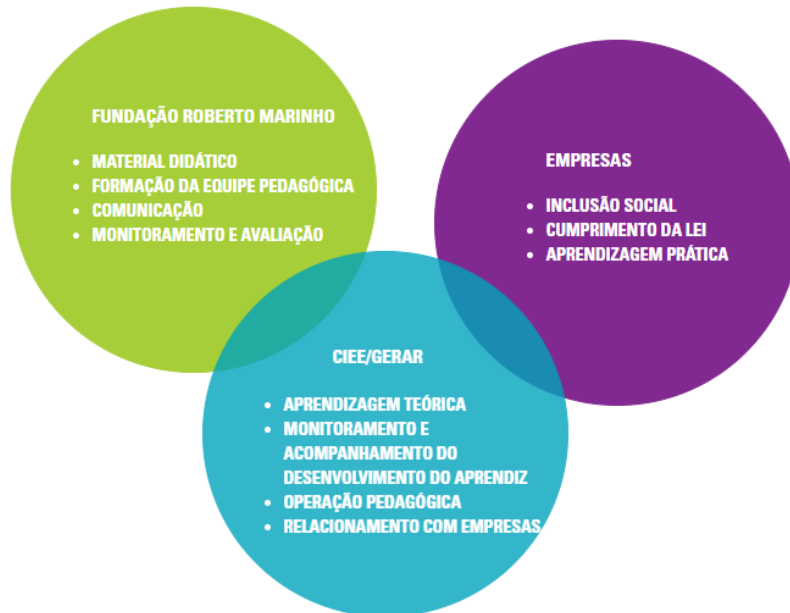 FUNDAÇÃO ROBERTO MARINHO
• MATERIAL DIDÁTICO
• FORMAÇÃO DA EQUIPE PEDAGÓGICA
• COMUNICAÇÃO
• MONITORAMENTO E AVALIAÇÃO
EMPRESAS
• INCLUSÃO SOCIAL
• CUMPRIMENTO DA LEI
• APRENDIZAGEM PRÁTICA
CIEE/GERAR
• APRENDIZAGEM TEÓRICA
• MONITORAMENTO E
ACOMPANHAMENTO DO
DESENVOLVIMENTO DO APRENDIZ
• OPERAÇÃO PEDAGÓGICA
• RELACIONAMENTO COM EMPRESAS